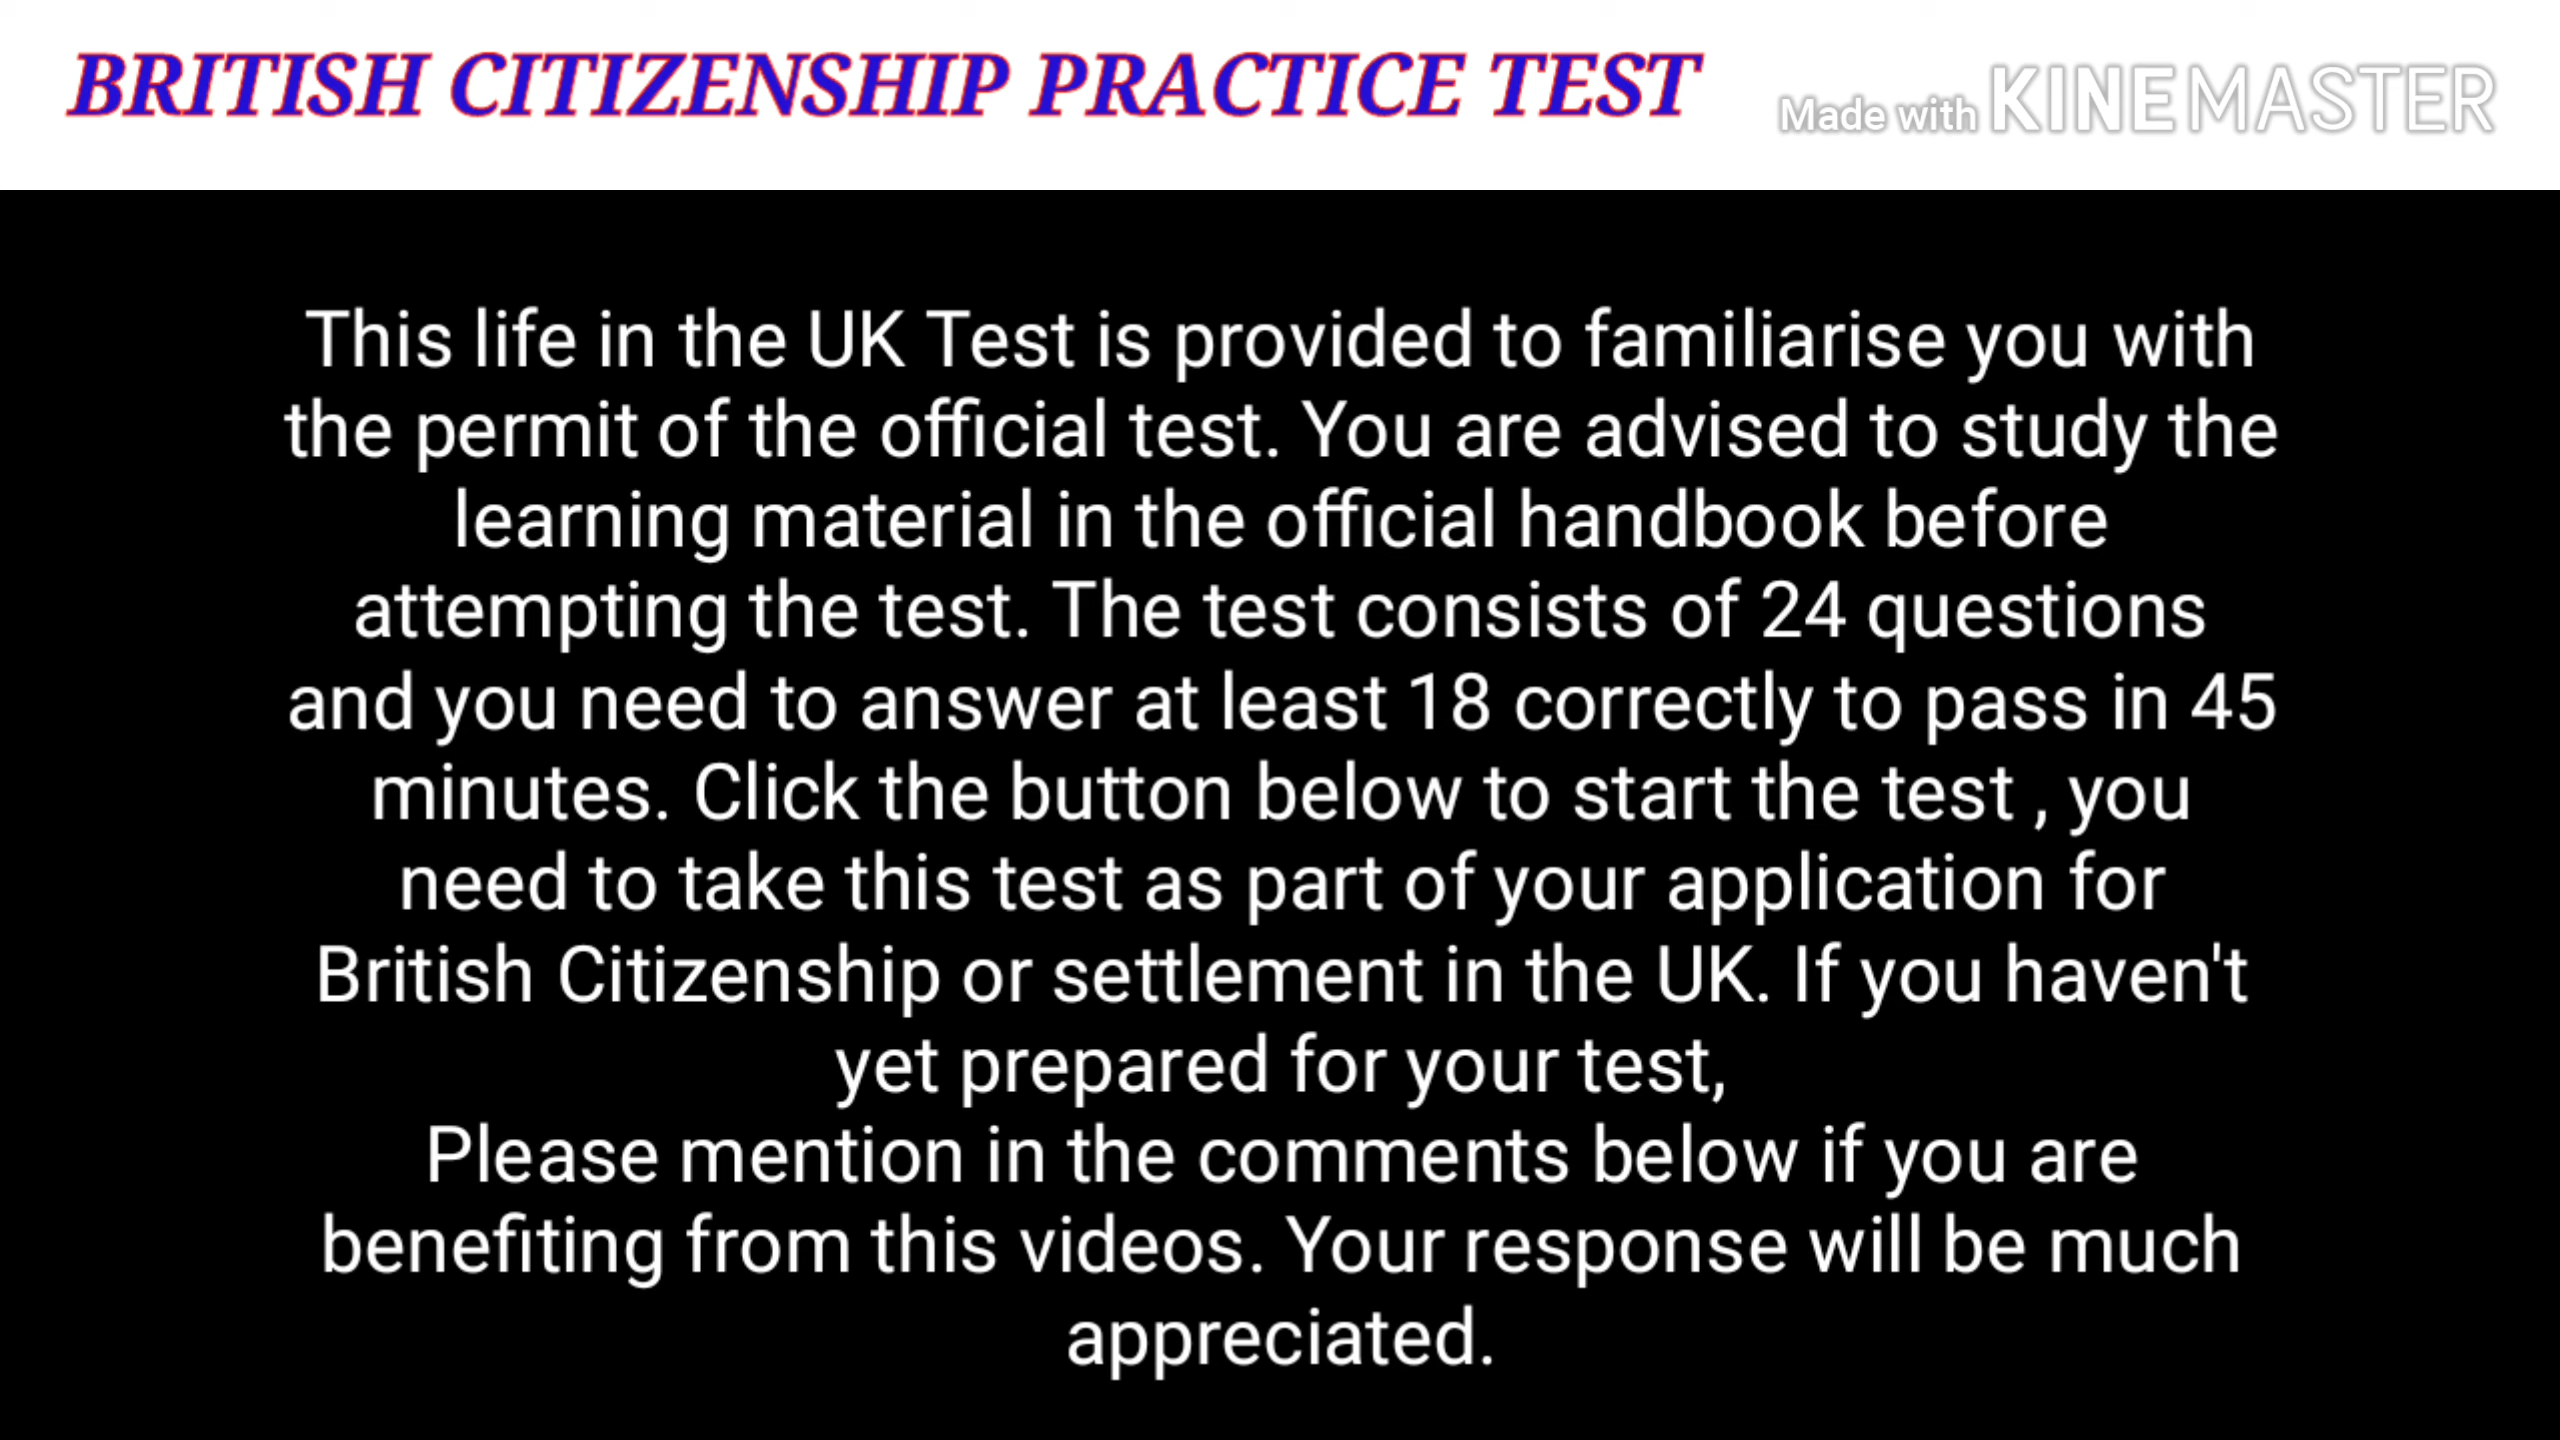 BRITISH CITIZENSHIP PRACTICE TEST
Made with KINEMASTER
This life in the UK Test is provided to familiarise you with
the permit of the official test. You are advised to study the
learning material in the official handbook before
attempting the test. The test consists of 24 questions
and you need to answer at least 18 correctly to pass in 45
minutes. Click the button below to start the test , you
need to take this test as part of your application for
British Citizenship or settlement in the UK. If you haven't
yet prepared for your test,
Please mention in the comments below if you are
benefiting from this videos. Your response will be much
appreciated.